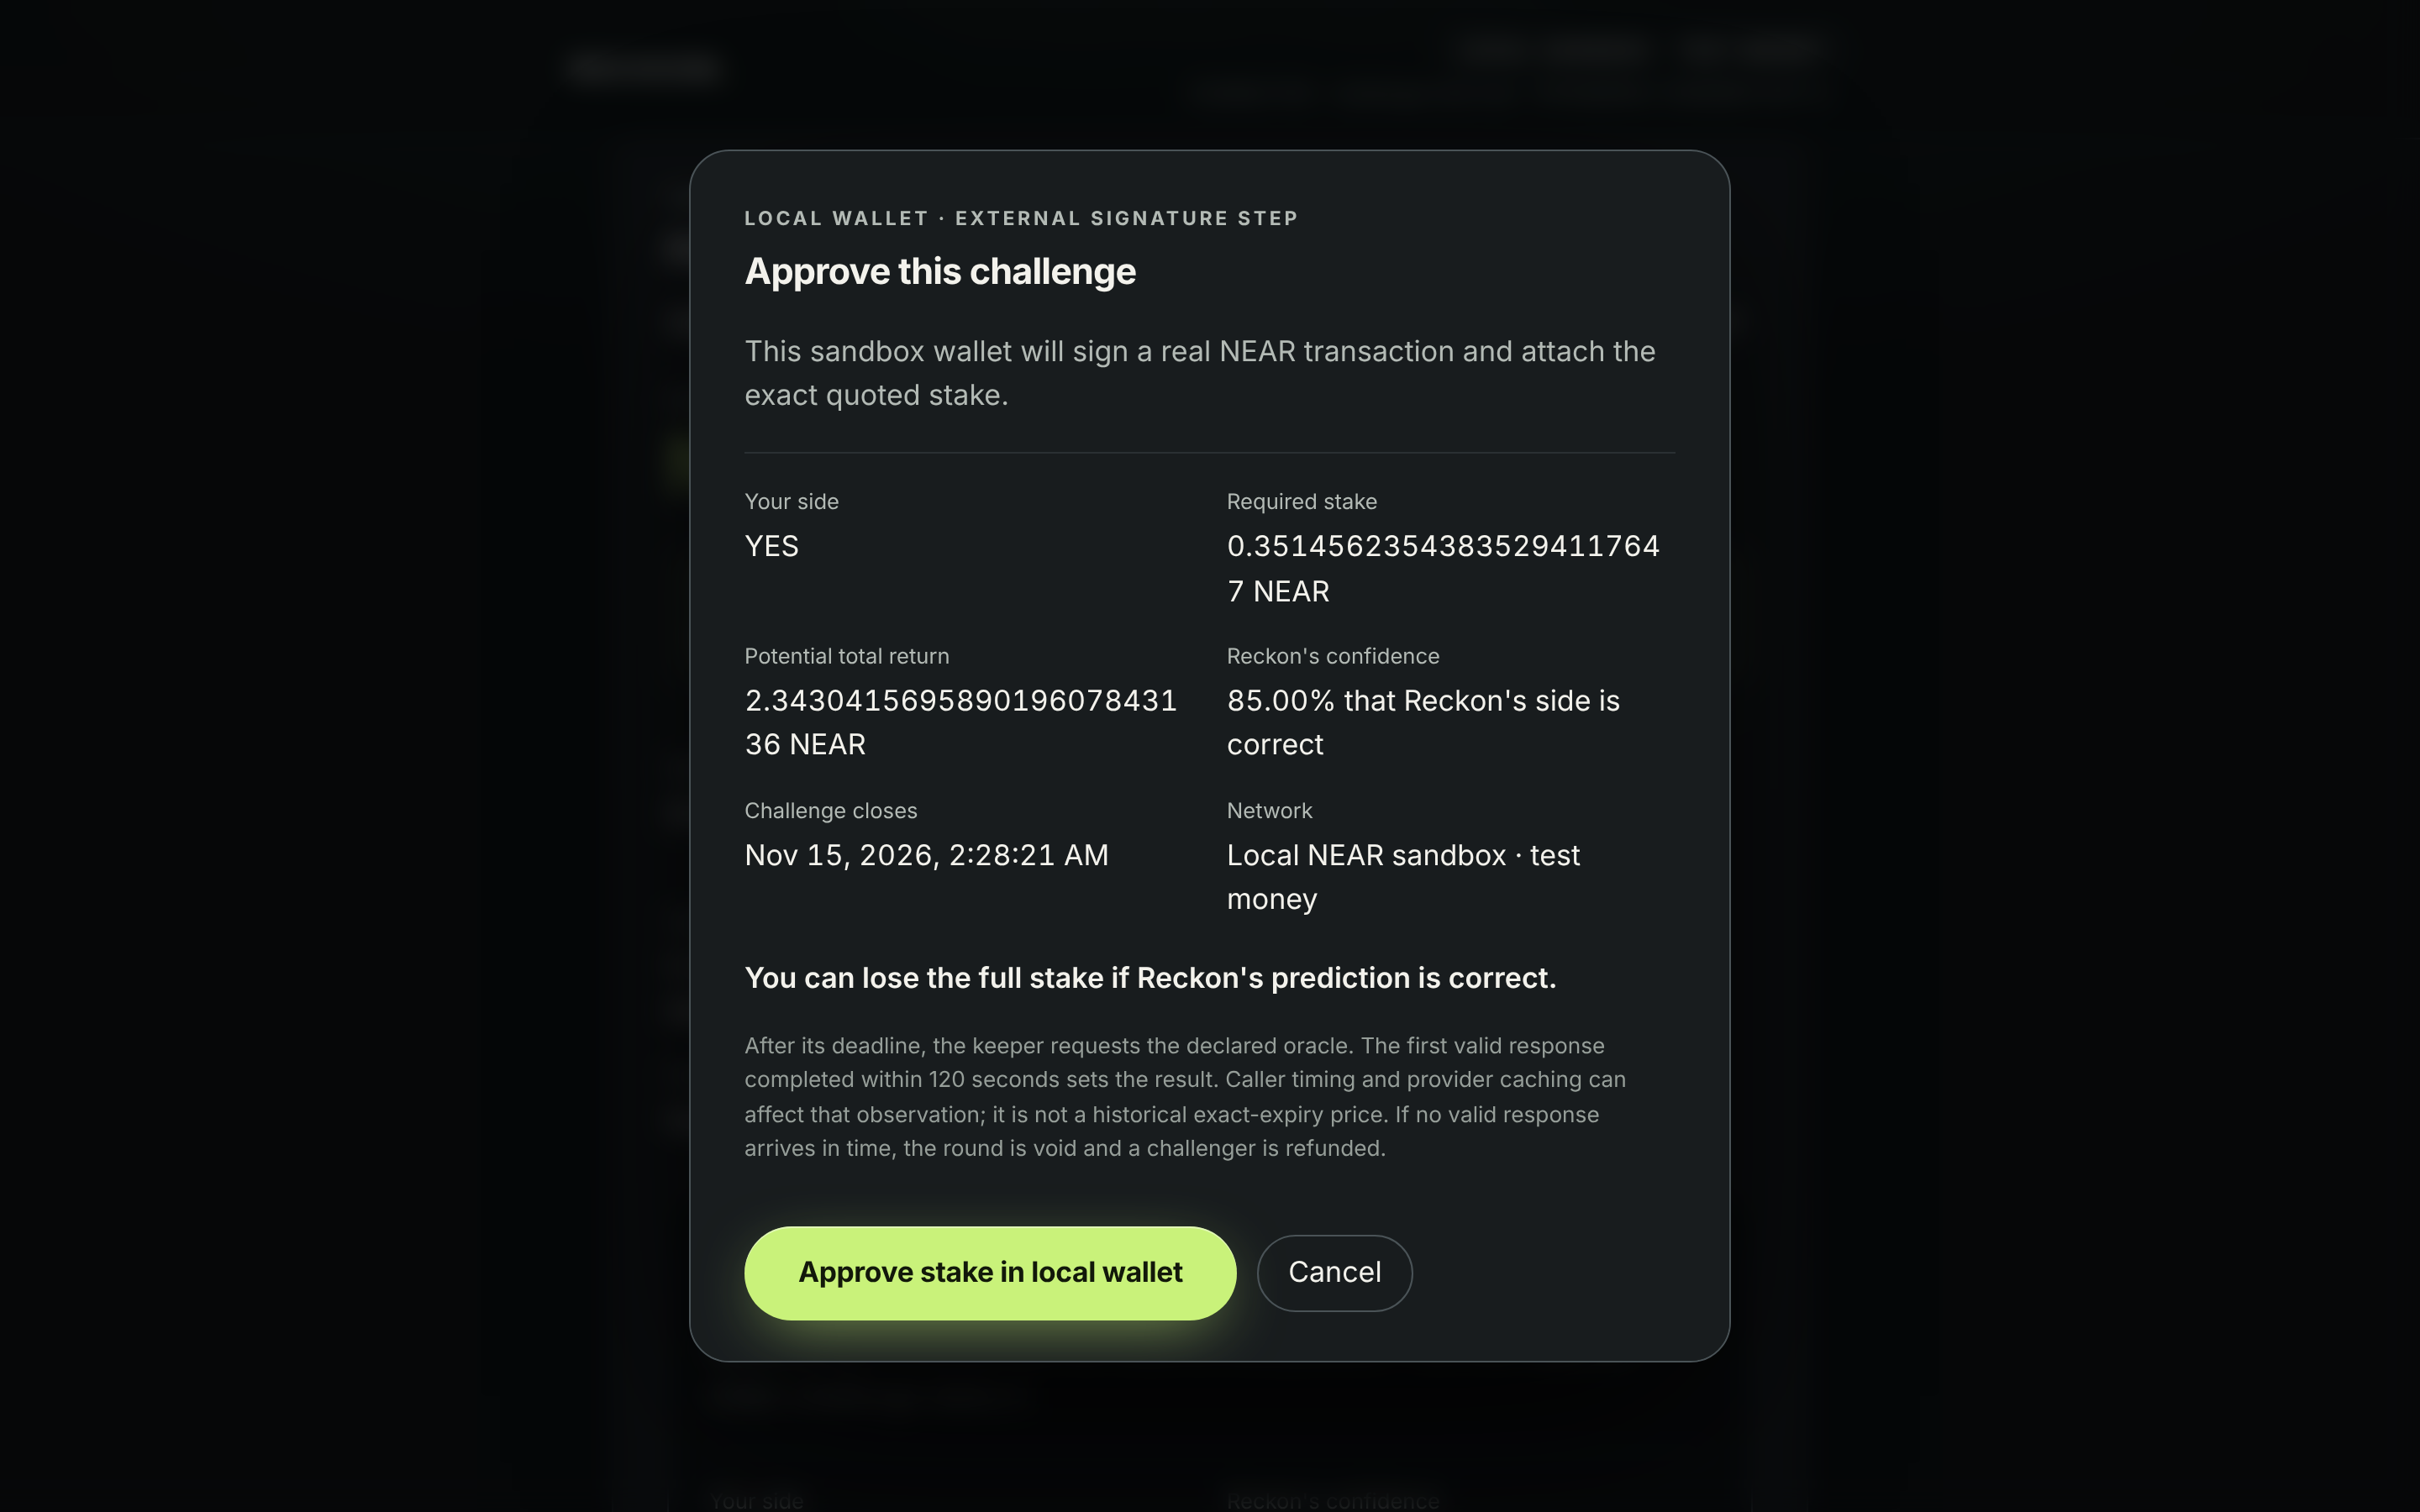 LOCAL WALLET · EXTERNAL SIGNATURE STEP
Approve this challenge
This sandbox wallet will sign a real NEAR transaction and attach the
exact quoted stake.
Your side
YES
Required stake
0.3514562354383529411764
7 NEAR
Potential total return
2.3430415695890196078431
36 NEAR
Reckon's confidence
85.00% that Reckon's side is
correct
Challenge closes
Nov 15, 2026, 2:28:21 AM
Network
Local NEAR sandbox · test
money
You can lose the full stake if Reckon's prediction is correct.
After its deadline, the keeper requests the declared oracle. The first valid response
completed within 120 seconds sets the result. Caller timing and provider caching can
affect that observation; it is not a historical exact-expiry price. If no valid response
arrives in time, the round is void and a challenger is refunded.
Approve stake in local wallet
Cancel
Your side
Reckon's confidence